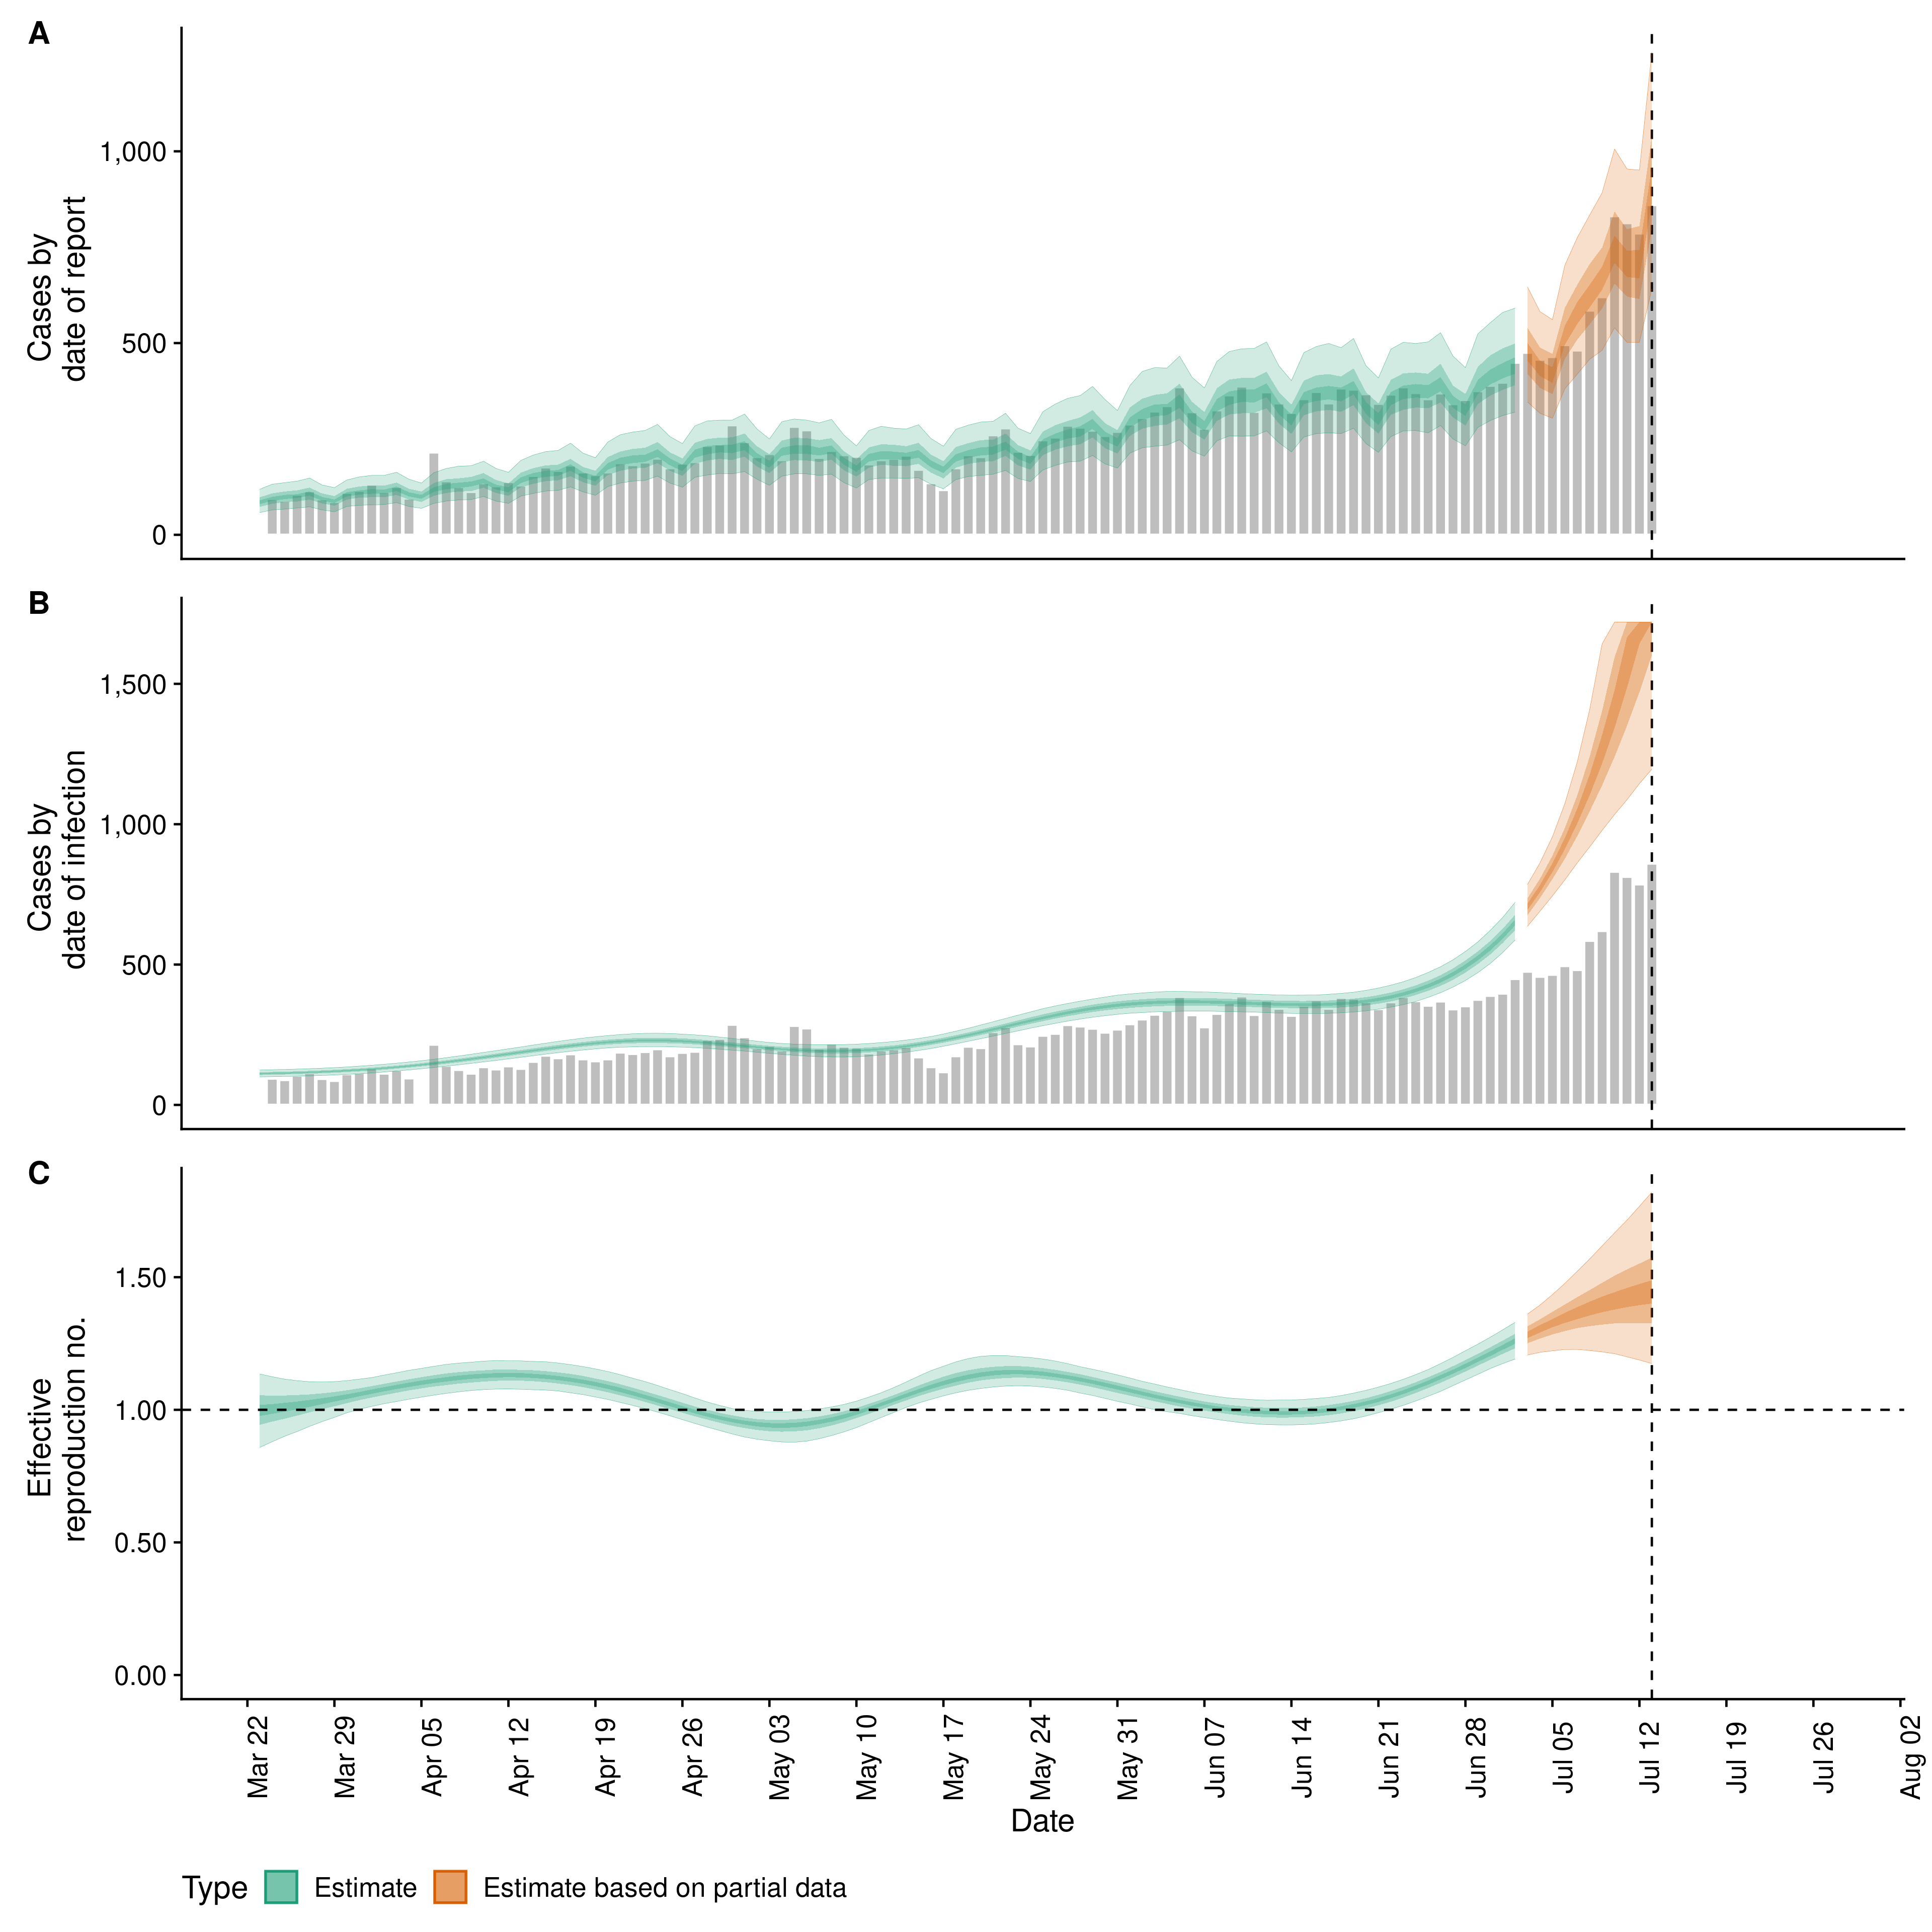 A
Cases by
date of report
1,000
500
0
B
Cases by
date of infection
1,500
1,000
500
0
C
Effective
reproduction no.
1.50
1.00
0.50
0.00
Mar 22
Mar 29
Apr 05
Apr 12
Apr 19
Apr 26
May 03
May 10
May 17
May 24
May 31
Jun 07
Jun 14
Jun 21
Jun 28
Jul 05
Jul 12
Jul 19
Jul 26
Aug 02
Date
Type Estimate Estimate based on partial data